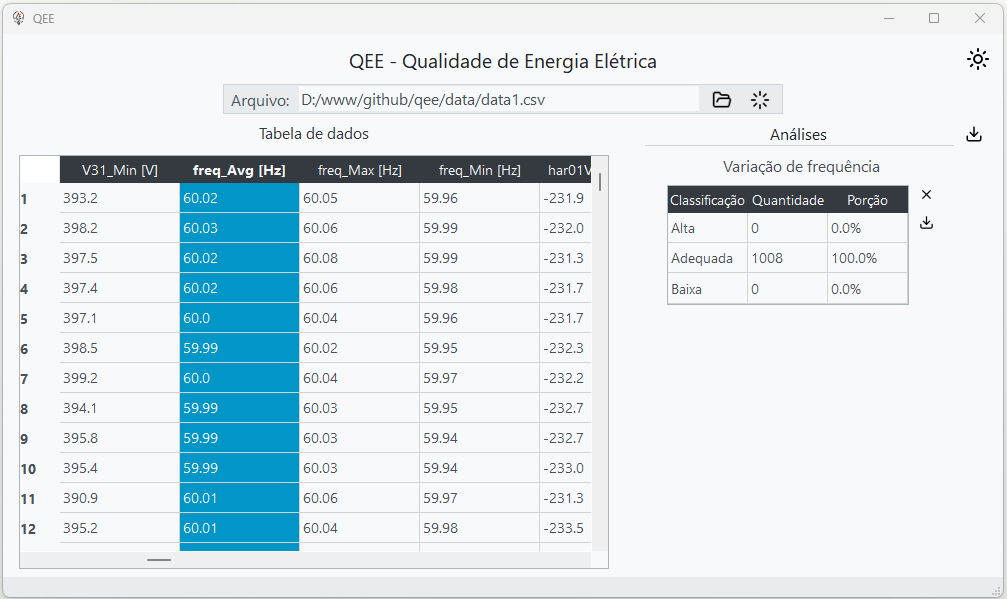 QEE
QEE - Qualidade de Energia Elétrica
Arquivo: D:/www/github/qee/data/data1.csv
Tabela de dados
V31_Min [V] freq_Avg [Hz] freq_Max [Hz] freq_Min [Hz] har01V
1 393.2 60.02 60.05 59.96 -231.9
2 398.2 60.03 60.06 59.99 -232.0
3 397.5 60.02 60.08 59.99 -231.3
4 397.4 60.02 60.06 59.98 -231.7
5 397.1 60.0 60.04 59.96 -231.7
6 398.5 59.99 60.02 59.95 -232.3
7 399.2 60.0 60.04 59.97 -232.2
8 394.1 59.99 60.03 59.95 -232.7
9 395.8 59.99 60.03 59.94 -232.7
10 395.4 59.99 60.03 59.94 -233.0
11 390.9 60.01 60.06 59.97 -231.3
12 395.2 60.01 60.04 59.98 -233.5
Análises
Variação de frequência
Classificação Quantidade Porção
Alta 0 0.0%
Adequada 1008 100.0%
Baixa 0 0.0%